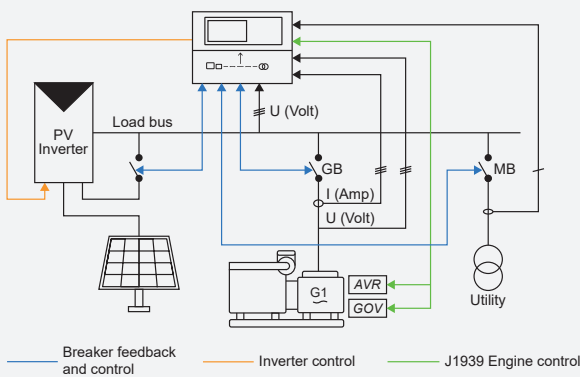 U (Volt)
Load bus
PV
Inverter
GB
MB
I (Amp)
U (Volt)
G1
AVR
GOV
Utility
Breaker feedback
and control
Inverter control
J1939 Engine control